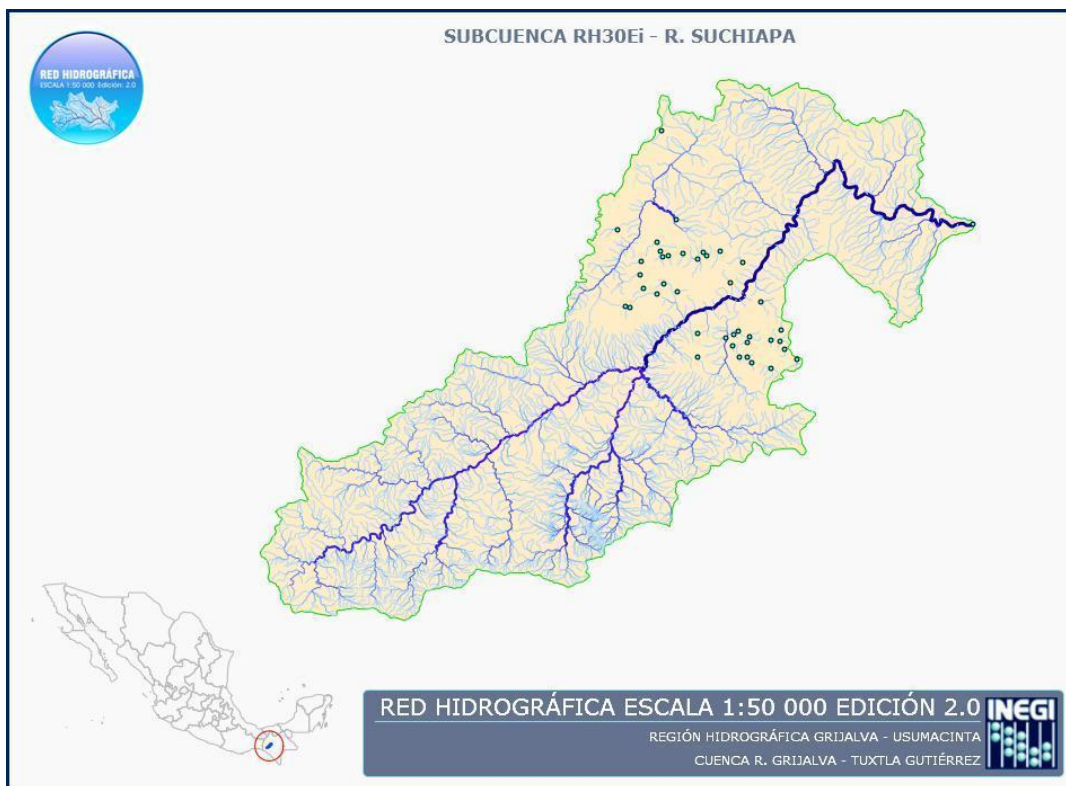 SUBCUENCA RH30Ei - R. SUCHIAPA
RED HIDROGRÁFICA
ESCALA 1:50 000 Edición: 2.0
RED HIDROGRÁFICA ESCALA 1:50 000 EDICIÓN 2.0
INEGI
REGIÓN HIDROGRÁFICA GRIJALVA - USUMACINTA
CUENCA R. GRIJALVA - TUXTLA GUTIÉRREZ